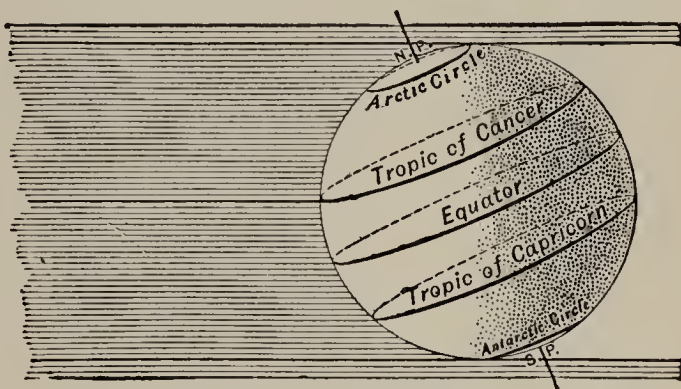 N. P.
Arctic Circle
Tropic of Cancer
Equator
Tropic of Capricorn
Antarctic Circle
S. P.